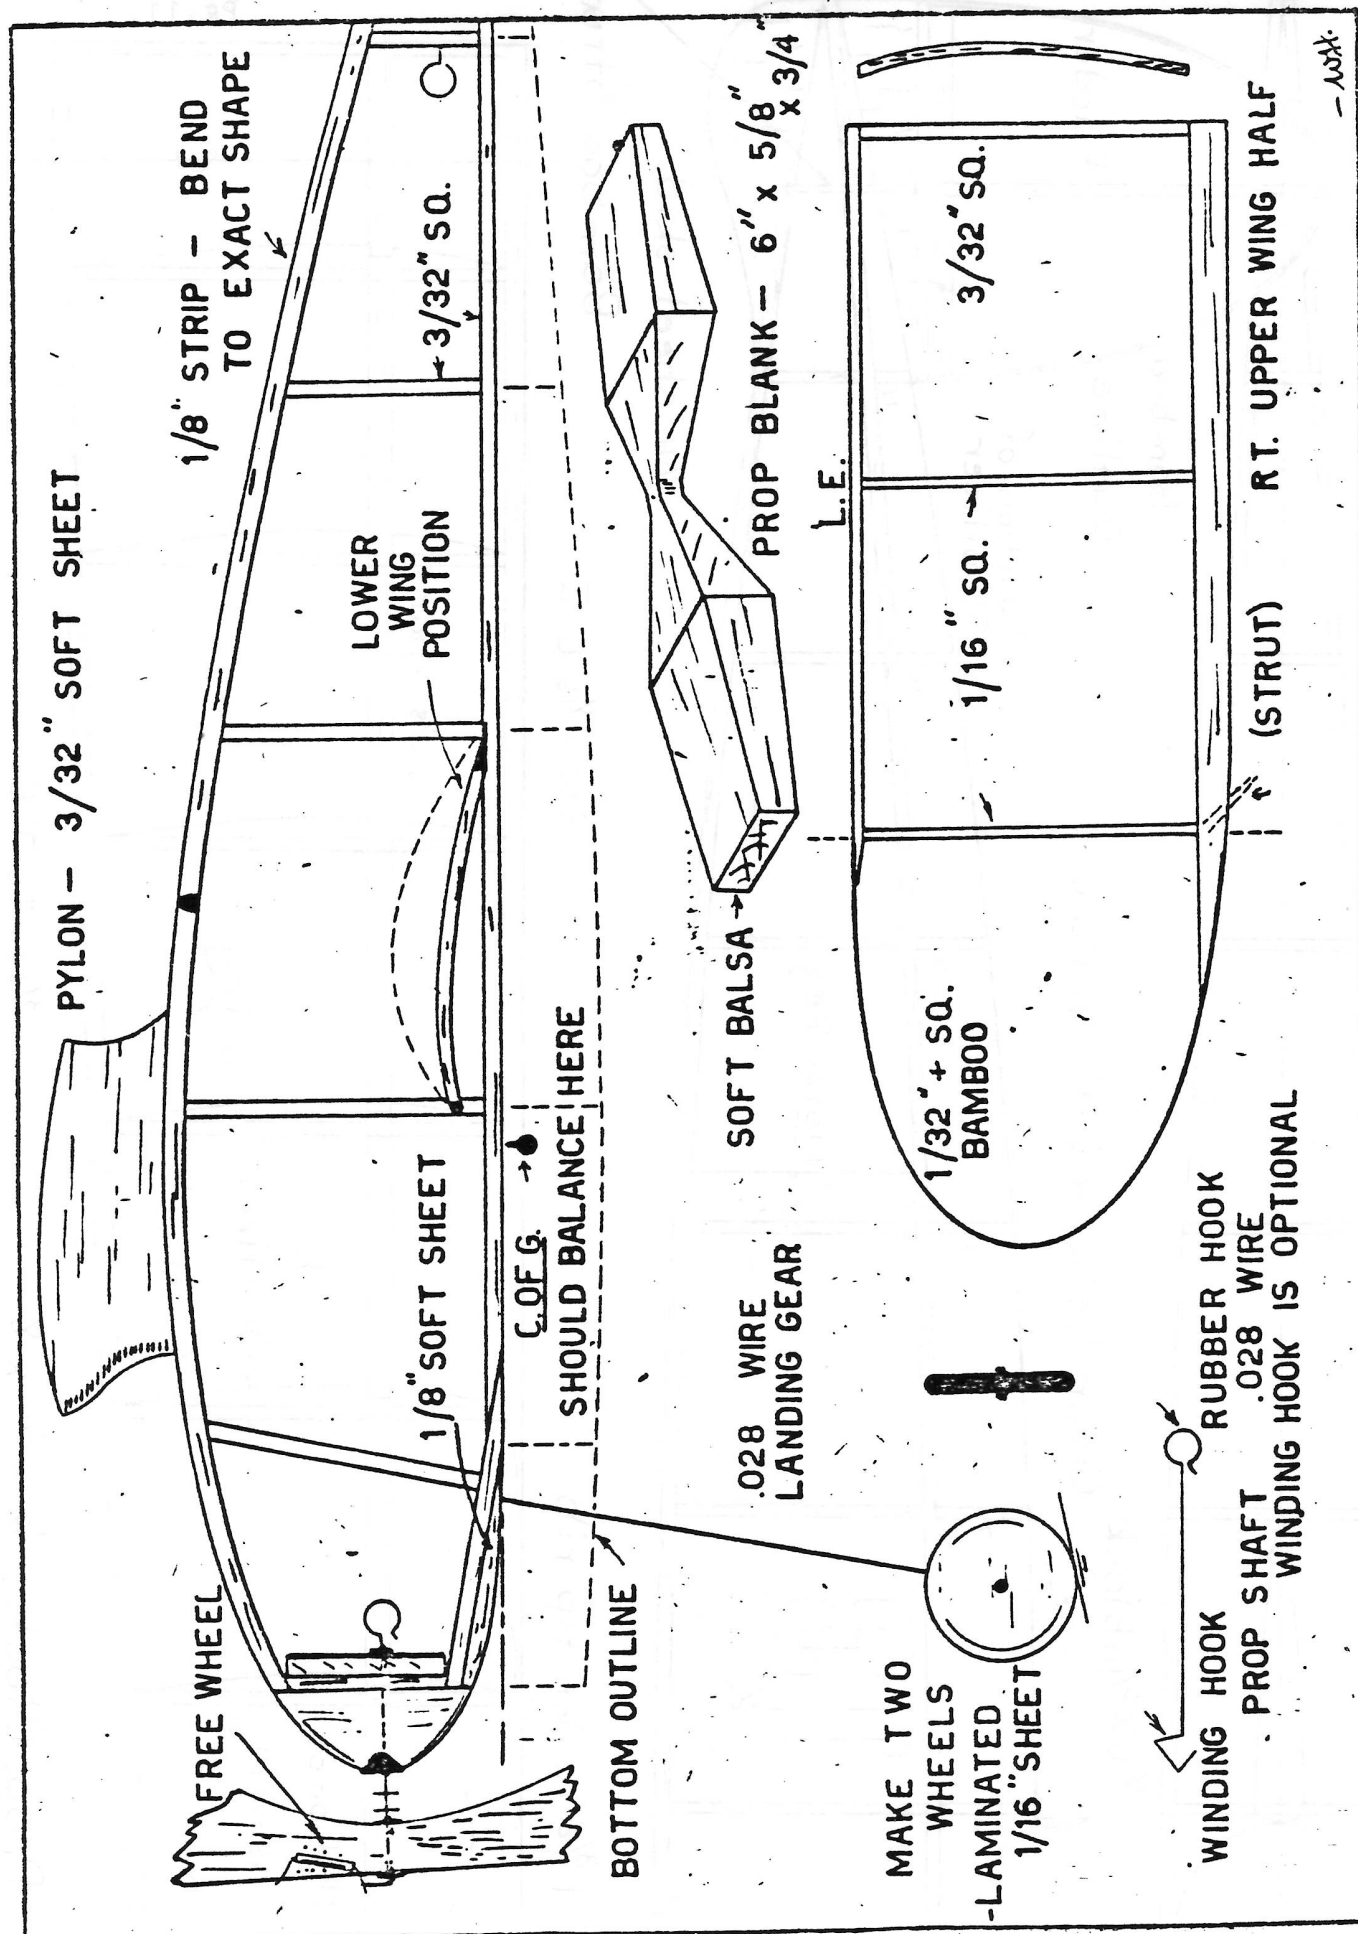 PYLON - 3/32" SOFT SHEET
1/8" STRIP - BEND
TO EXACT SHAPE
FREE WHEEL
LOWER
WING
POSITION
3/32" SQ.
1/8" SOFT SHEET
C. OF G.
SHOULD BALANCE HERE
BOTTOM OUTLINE
SOFT BALSA
PROP BLANK - 6" x 5/8"
x 3/4"
.028 WIRE
LANDING GEAR
L.E.
MAKE TWO
WHEELS
-LAMINATED
1/16" SHEET
1/32" + SQ.
BAMBOO
1/16" SQ.
3/32" SQ.
WINDING HOOK
RUBBER HOOK
PROP SHAFT .028 WIRE
WINDING HOOK IS OPTIONAL
(STRUT)
RT. UPPER WING HALF